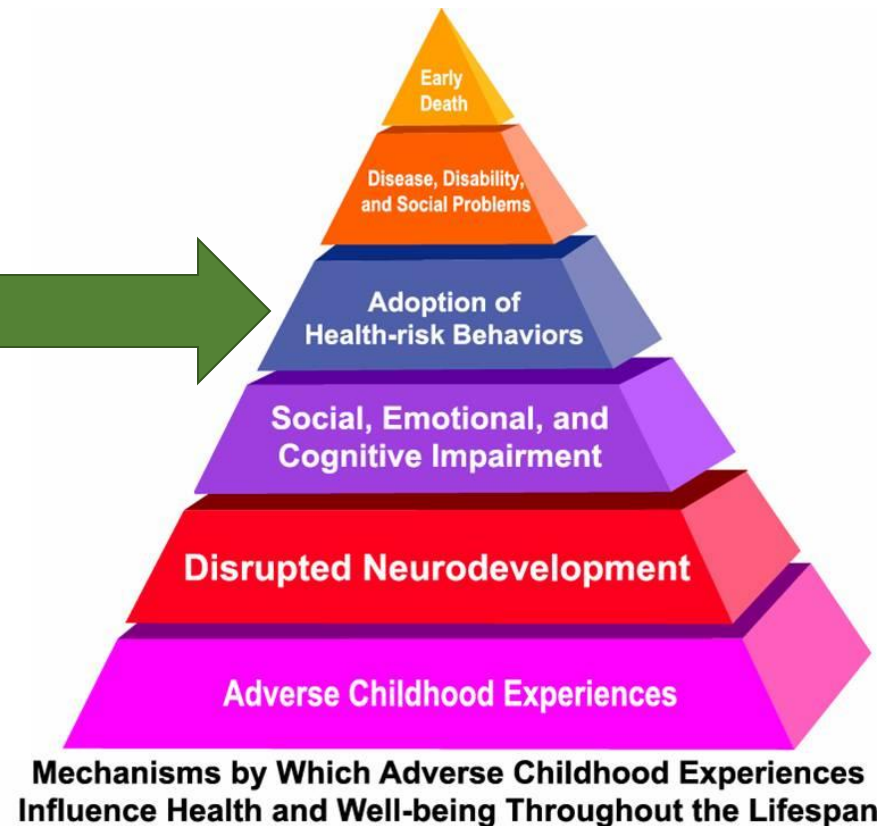 Early
Death
Disease, Disability,
and Social Problems
Adoption of
Health-risk Behaviors
Social, Emotional, and
Cognitive Impairment
Disrupted Neurodevelopment
Adverse Childhood Experiences
Mechanisms by Which Adverse Childhood Experiences
Influence Health and Well-being Throughout the Lifespan